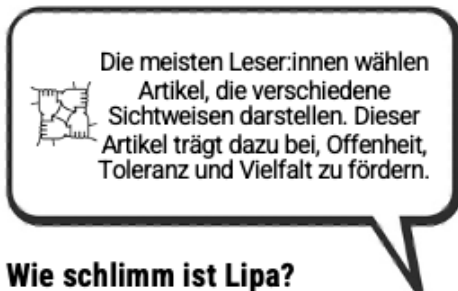 Die meisten Leser:innen wählen
Artikel, die verschiedene
Sichtweisen darstellen. Dieser
Artikel trägt dazu bei, Offenheit,
Toleranz und Vielfalt zu fördern.
Wie schlimm ist Lipa?